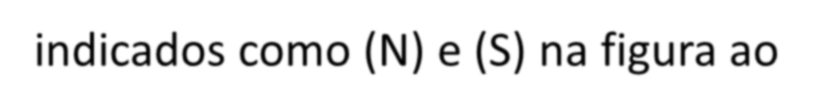 indicados como (N) e (S) na figura ao